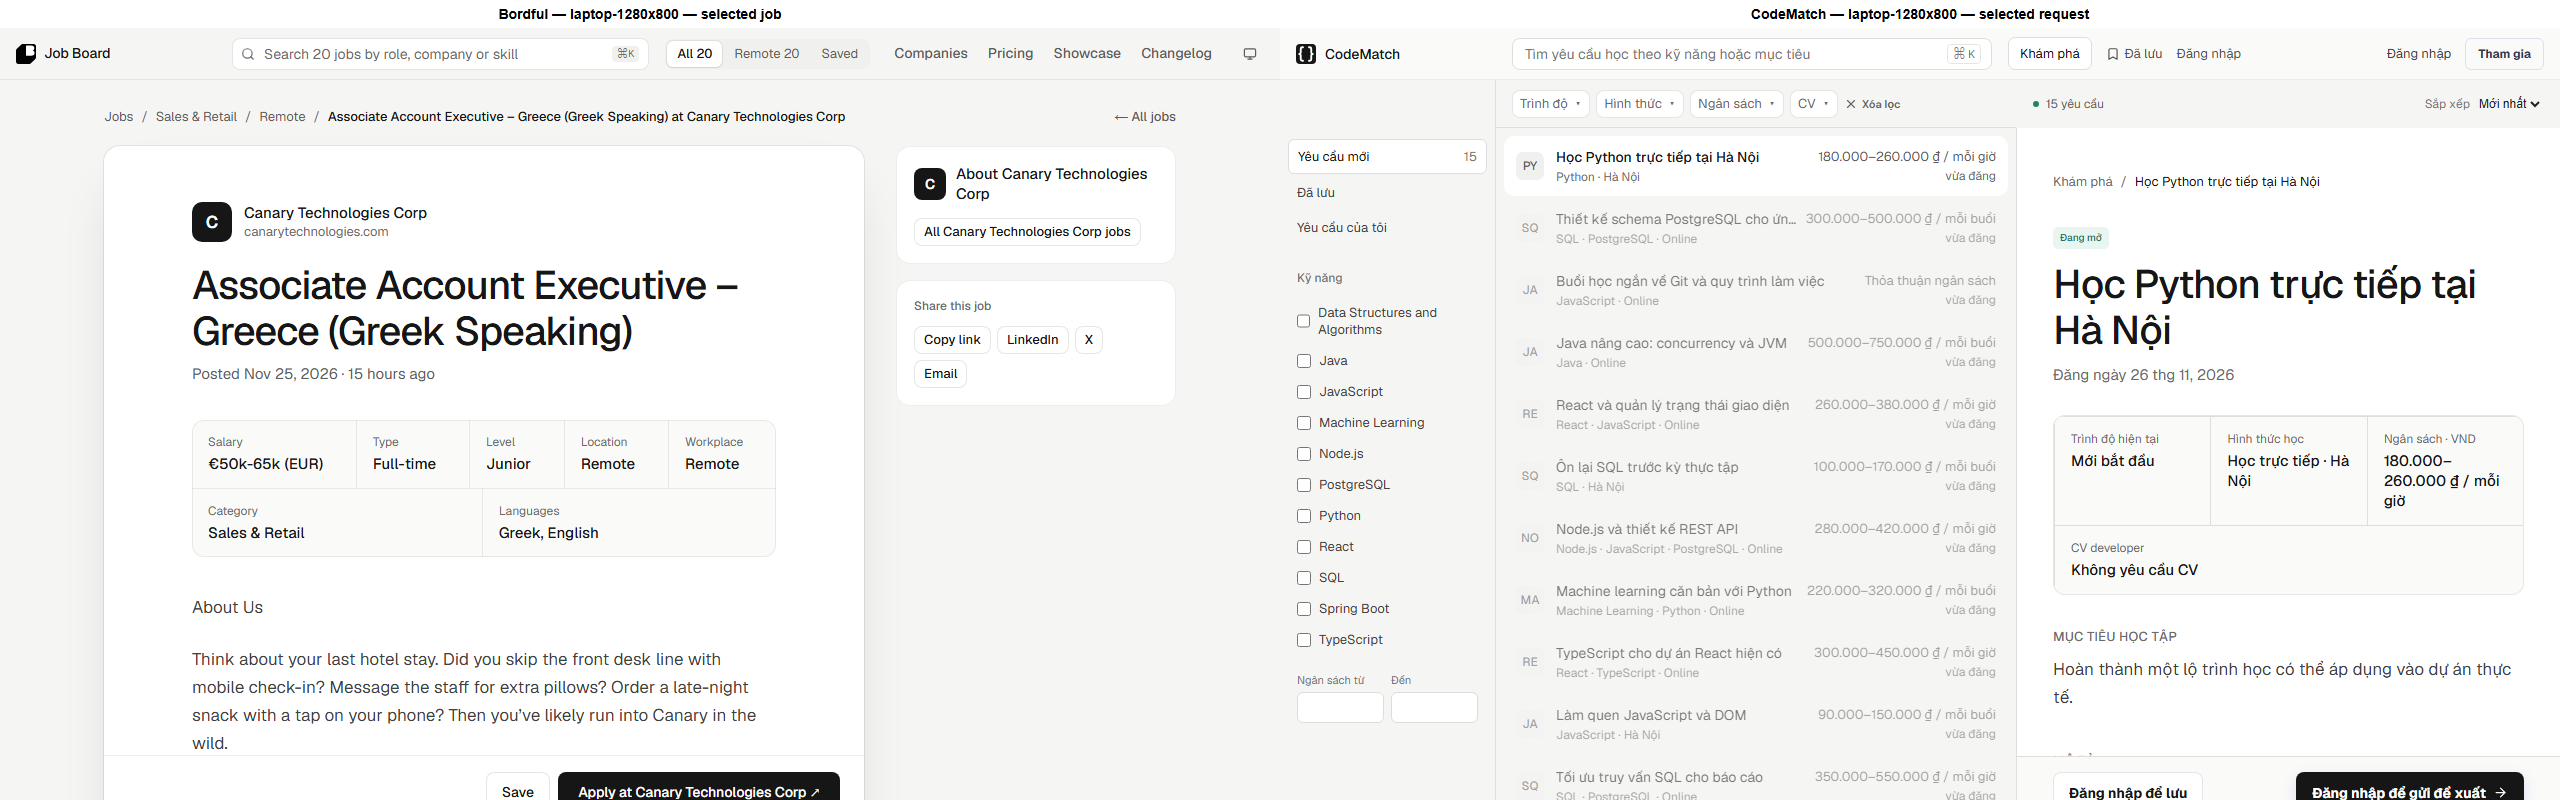 Bordful — laptop-1280x800 — selected job
Job Board
Search 20 jobs by role, company or skill
⌘K
All 20
Remote 20
Saved
Companies
Pricing
Showcase
Changelog
Jobs / Sales & Retail / Remote / Associate Account Executive – Greece (Greek Speaking) at Canary Technologies Corp
← All jobs
C
Canary Technologies Corp
canarytechnologies.com
Associate Account Executive –
Greece (Greek Speaking)
Posted Nov 25, 2026 · 15 hours ago
Salary
€50k-65k (EUR)
Type
Full-time
Level
Junior
Location
Remote
Workplace
Remote
Category
Sales & Retail
Languages
Greek, English
About Us
Think about your last hotel stay. Did you skip the front desk line with
mobile check-in? Message the staff for extra pillows? Order a late-night
snack with a tap on your phone? Then you've likely run into Canary in the
wild.
Save
Apply at Canary Technologies Corp ↗
C
About Canary Technologies
Corp
All Canary Technologies Corp jobs
Share this job
Copy link
LinkedIn
X
Email
CodeMatch — laptop-1280x800 — selected request
CodeMatch
Tìm yêu cầu học theo kỹ năng hoặc mục tiêu
⌘ K
Khám phá
Đã lưu
Đăng nhập
Đăng nhập
Tham gia
Trình độ
Hình thức
Ngân sách
CV
Xóa lọc
15 yêu cầu
Sắp xếp
Mới nhất
Yêu cầu mới 15
Đã lưu
Yêu cầu của tôi
Kỹ năng
Data Structures and
Algorithms
Java
JavaScript
Machine Learning
Node.js
PostgreSQL
Python
React
SQL
Spring Boot
TypeScript
Ngân sách từ
Đến
PY
Học Python trực tiếp tại Hà Nội
180.000–260.000 ₫ / mỗi giờ
Python · Hà Nội
vừa đăng
SQ
Thiết kế schema PostgreSQL cho ứn...
300.000–500.000 ₫ / mỗi buổi
SQL · PostgreSQL · Online
vừa đăng
JA
Buổi học ngắn về Git và quy trình làm việc
Thỏa thuận ngân sách
JavaScript · Online
vừa đăng
JA
Java nâng cao: concurrency và JVM
500.000–750.000 ₫ / mỗi buổi
Java · Online
vừa đăng
RE
React và quản lý trạng thái giao diện
260.000–380.000 ₫ / mỗi giờ
React · JavaScript · Online
vừa đăng
SQ
Ôn lại SQL trước kỳ thực tập
100.000–170.000 ₫ / mỗi buổi
SQL · Hà Nội
vừa đăng
NO
Node.js và thiết kế REST API
280.000–420.000 ₫ / mỗi giờ
Node.js · JavaScript · PostgreSQL · Online
vừa đăng
MA
Machine learning căn bản với Python
220.000–320.000 ₫ / mỗi buổi
Machine Learning · Python · Online
vừa đăng
RE
TypeScript cho dự án React hiện có
300.000–450.000 ₫ / mỗi giờ
React · TypeScript · Online
vừa đăng
JA
Làm quen JavaScript và DOM
90.000–150.000 ₫ / mỗi buổi
JavaScript · Hà Nội
vừa đăng
SQ
Tối ưu truy vấn SQL cho báo cáo
350.000–550.000 ₫ / mỗi giờ
SQL · PostgreSQL · Online
vừa đăng
Khám phá / Học Python trực tiếp tại Hà Nội
Đang mở
Học Python trực tiếp tại
Hà Nội
Đăng ngày 26 thg 11, 2026
Trình độ hiện tại
Mới bắt đầu
Hình thức học
Học trực tiếp · Hà
Nội
Ngân sách · VND
180.000–
260.000 ₫ / mỗi
giờ
CV developer
Không yêu cầu CV
MỤC TIÊU HỌC TẬP
Hoàn thành một lộ trình học có thể áp dụng vào dự án thực
tế.
Đăng nhập để lưu
Đăng nhập để gửi đề xuất →